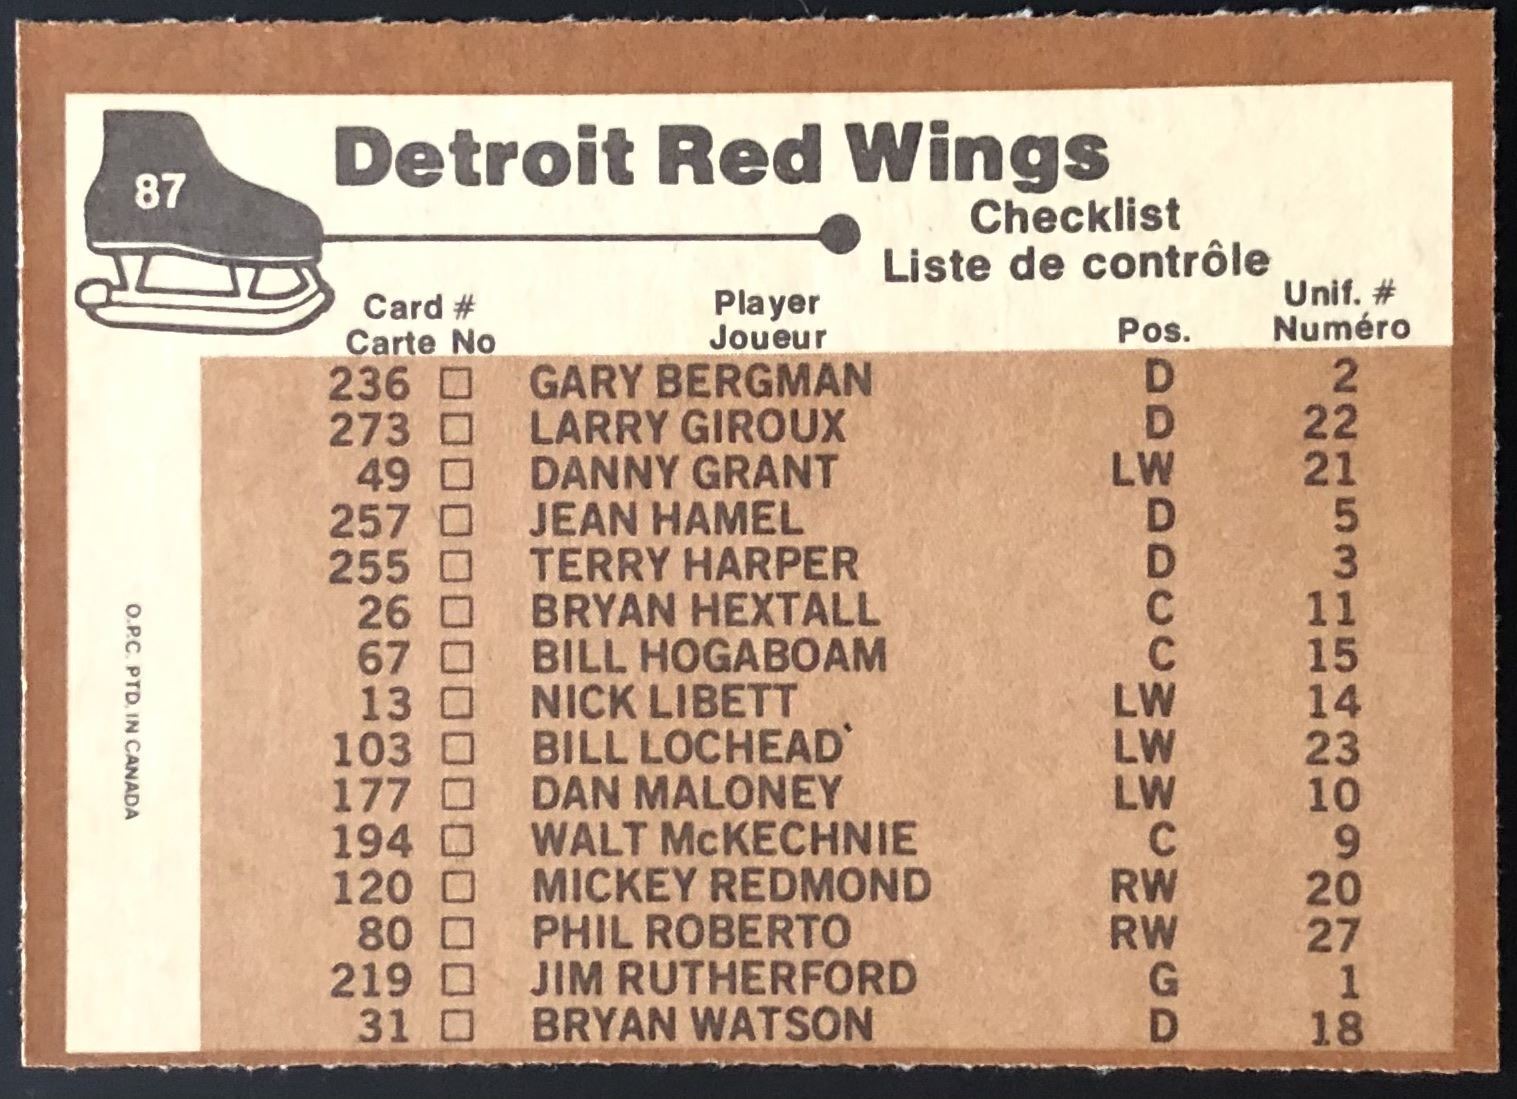 87
Detroit Red Wings
Checklist
Liste de contrôle
Card # Player Pos. Unif. #
Carte No Joueur Numéro
236 □ GARY BERGMAN D 2
273 □ LARRY GIROUX D 22
49 □ DANNY GRANT LW 21
257 □ JEAN HAMEL D 5
255 □ TERRY HARPER D 3
26 □ BRYAN HEXTALL C 11
67 □ BILL HOGABOAM C 15
13 □ NICK LIBETT LW 14
103 □ BILL LOCHEAD LW 23
177 □ DAN MALONEY LW 10
194 □ WALT McKECHNIE C 9
120 □ MICKEY REDMOND RW 20
80 □ PHIL ROBERTO RW 27
219 □ JIM RUTHERFORD G 1
31 □ BRYAN WATSON D 18
O.P.C. PTD. IN CANADA